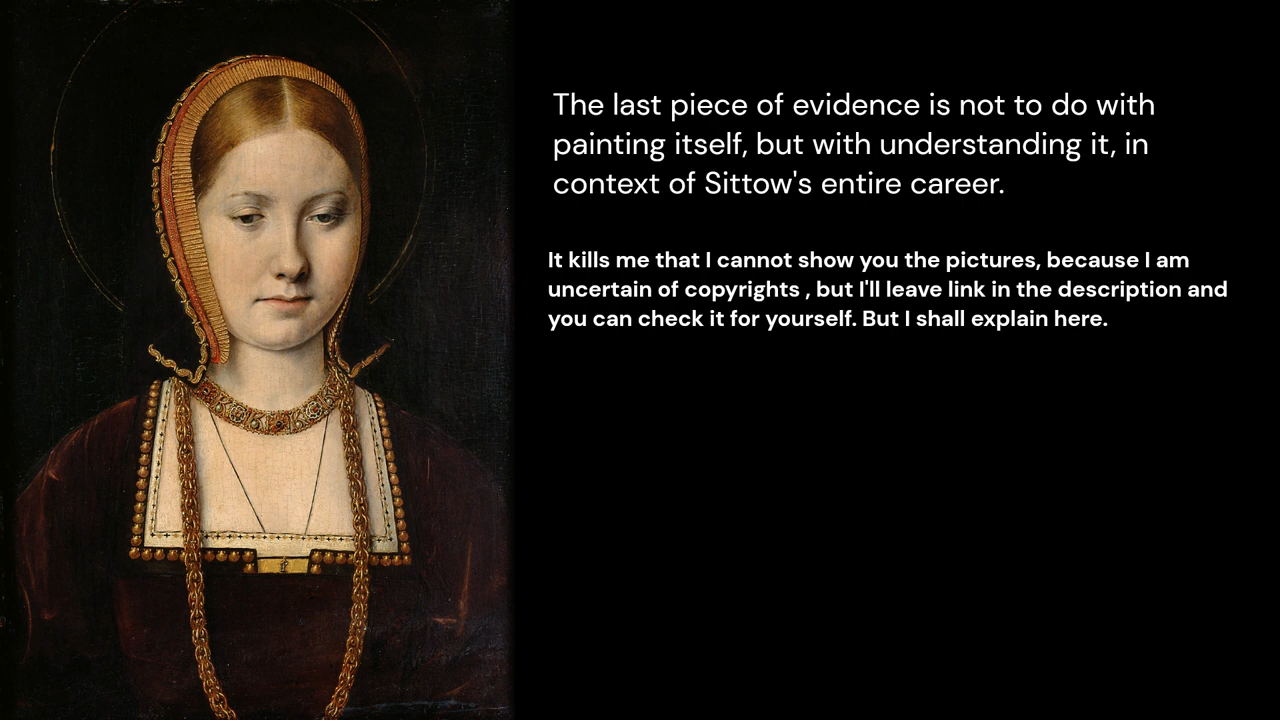 The last piece of evidence is not to do with
painting itself, but with understanding it, in
context of Sittow's entire career.
It kills me that I cannot show you the pictures, because I am
uncertain of copyrights , but I'll leave link in the description and
you can check it for yourself. But I shall explain here.